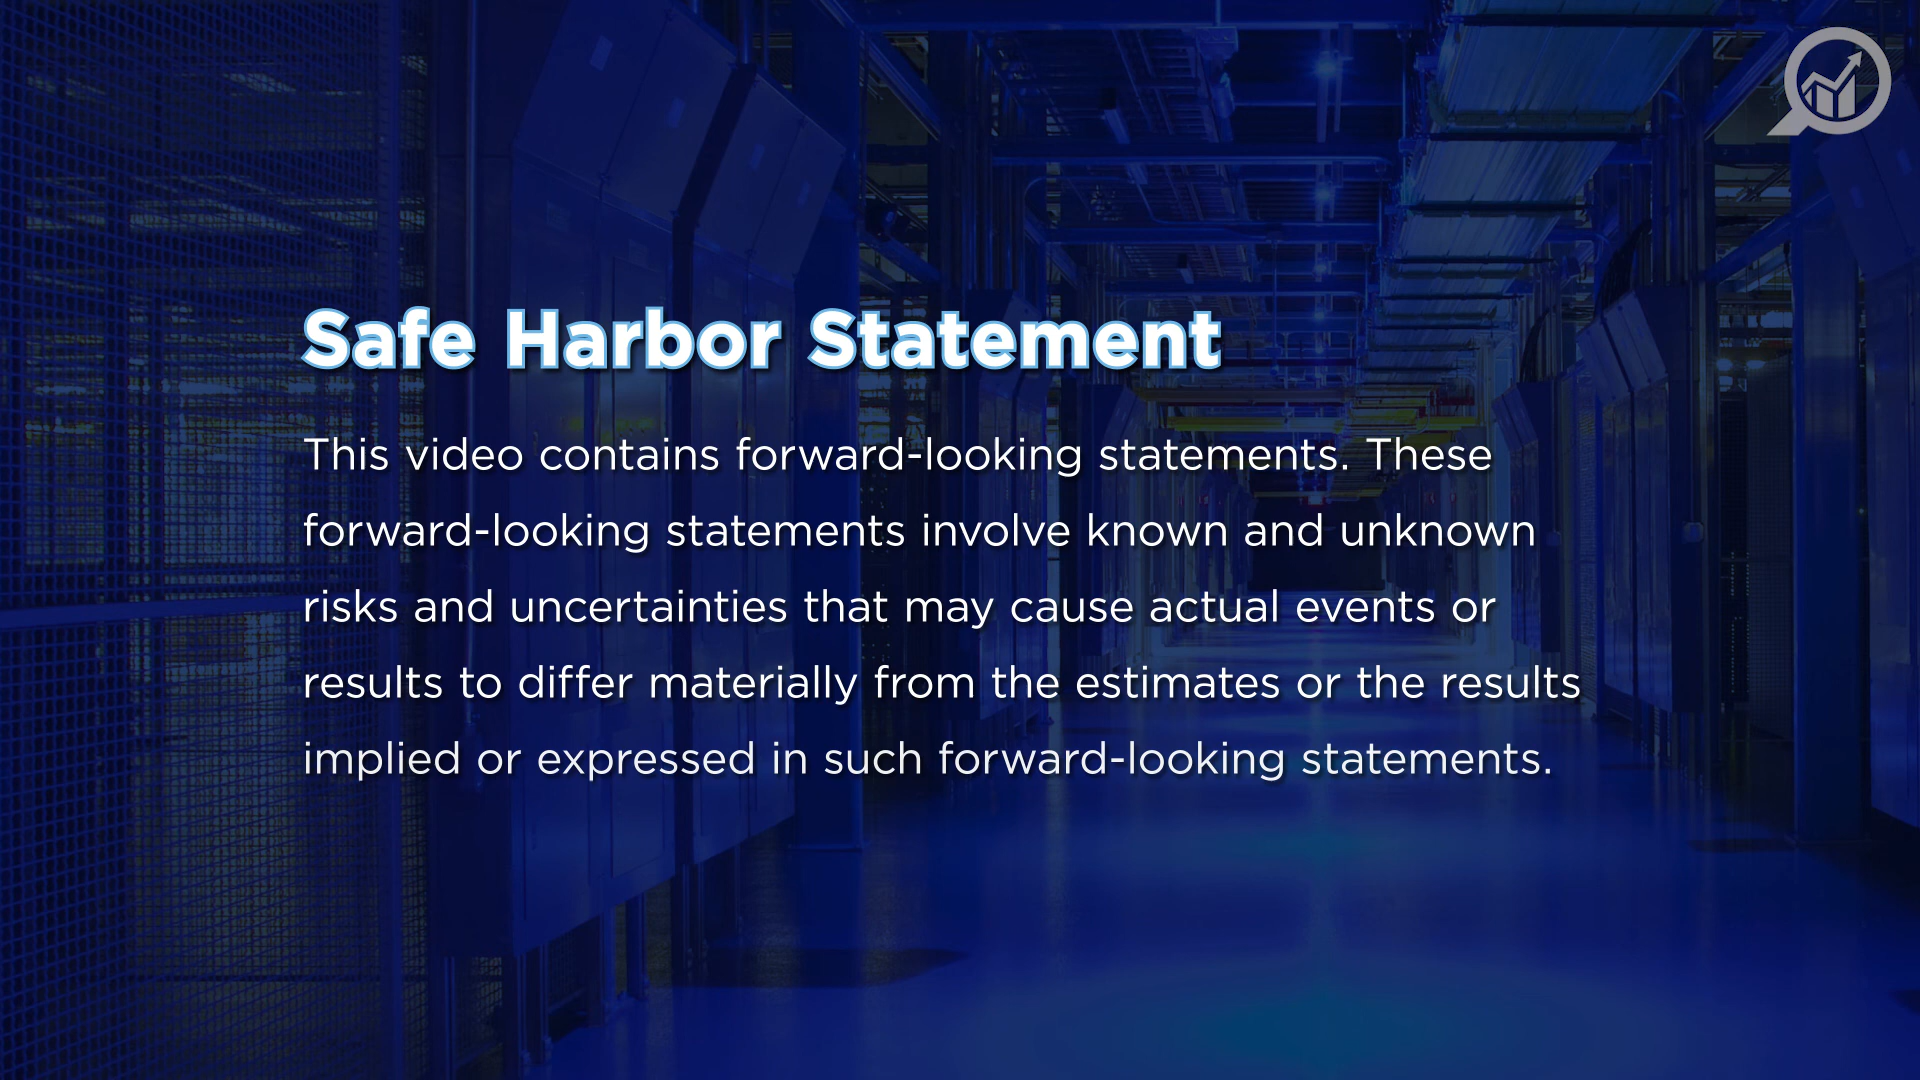 Safe Harbor Statement
This video contains forward-looking statements. These
forward-looking statements involve known and unknown
risks and uncertainties that may cause actual events or
results to differ materially from the estimates or the results
implied or expressed in such forward-looking statements.